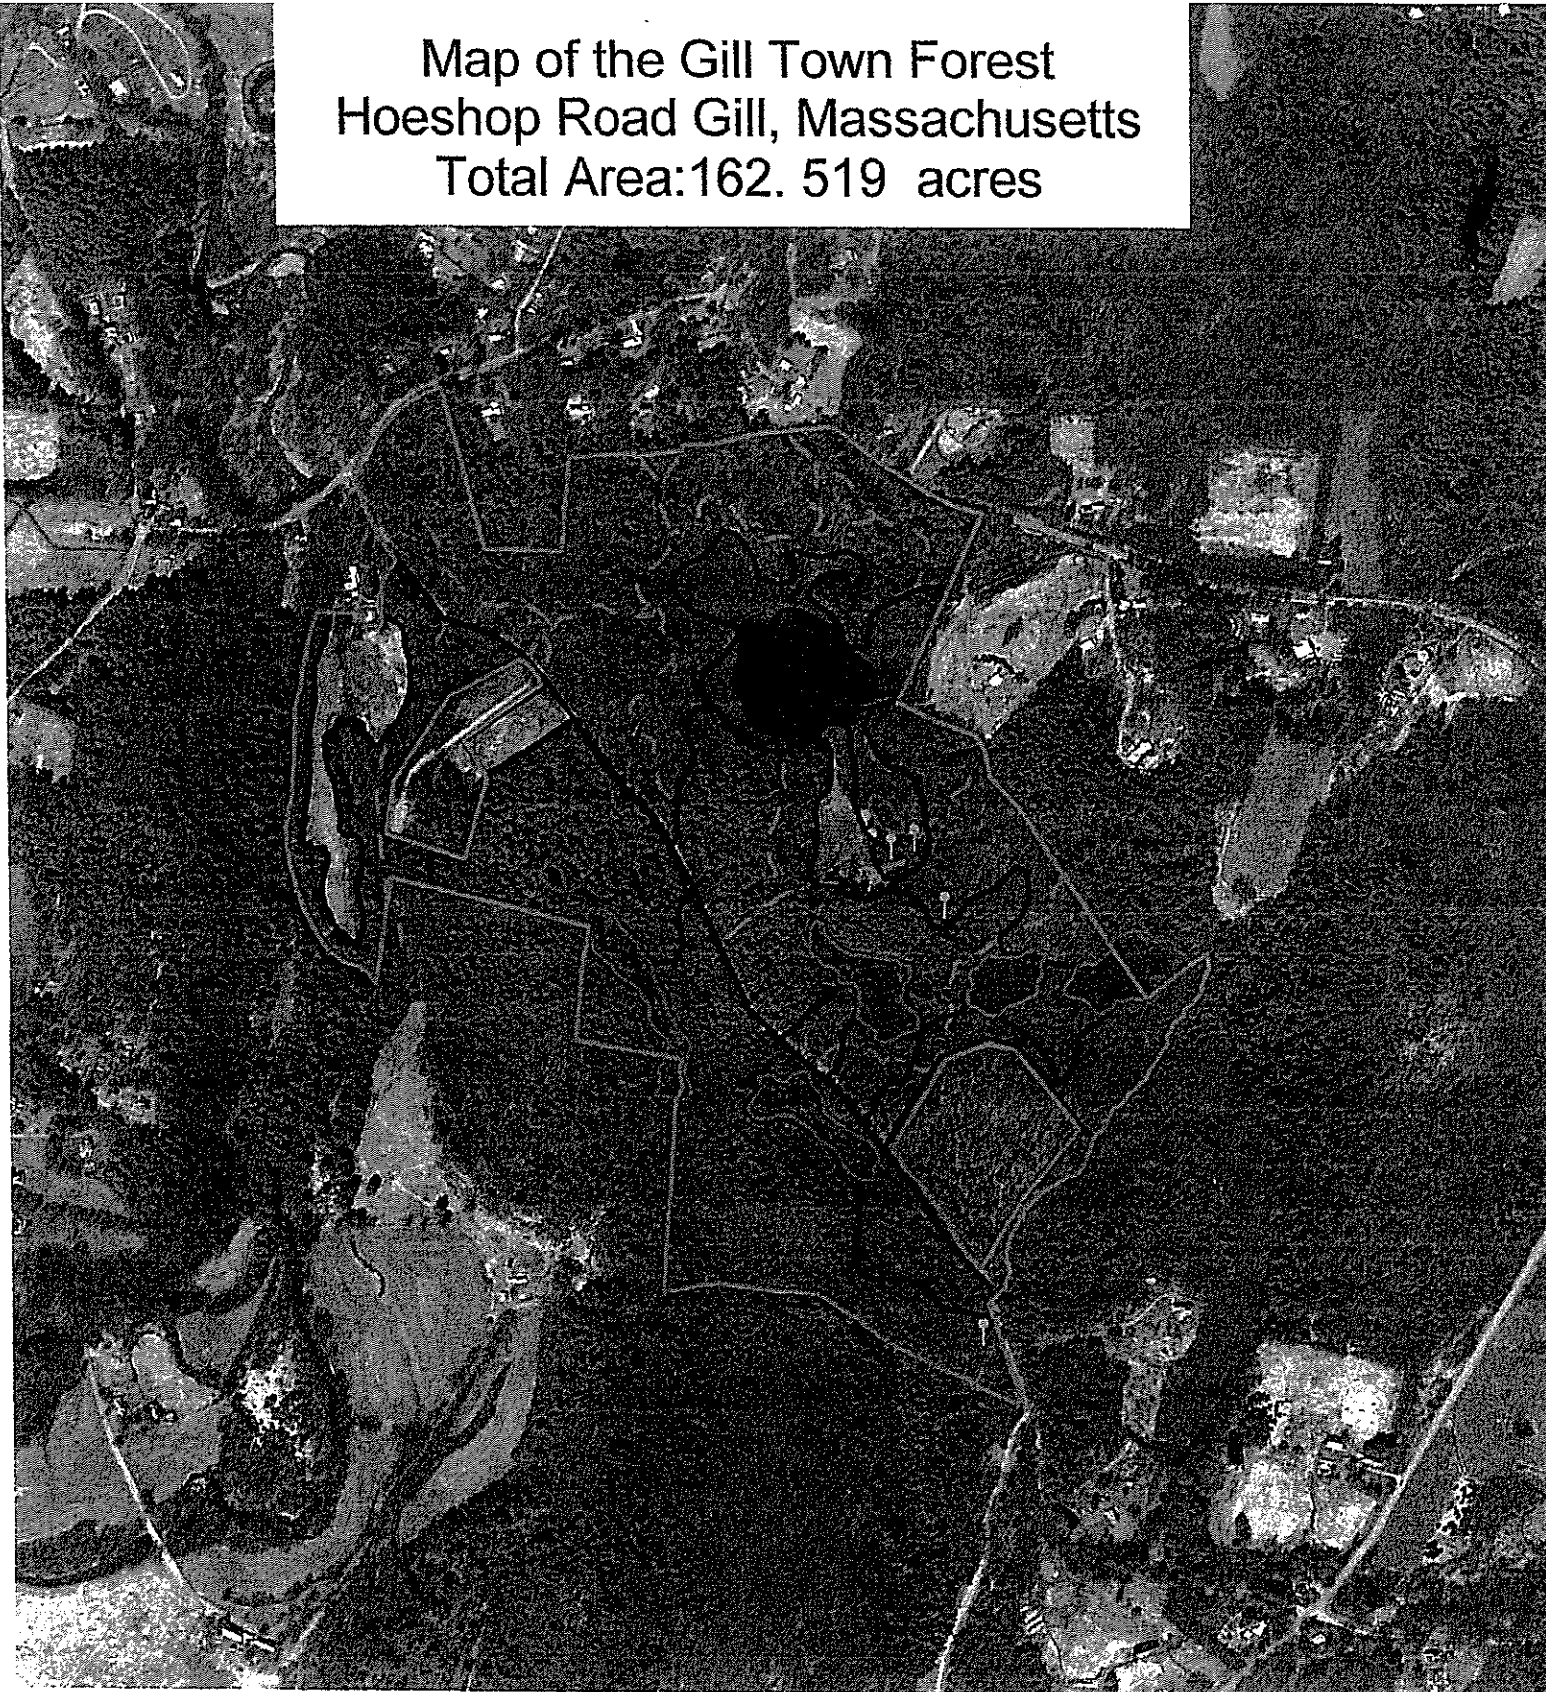 Map of the Gill Town Forest
Hoeshop Road Gill, Massachusetts
Total Area:162. 519 acres